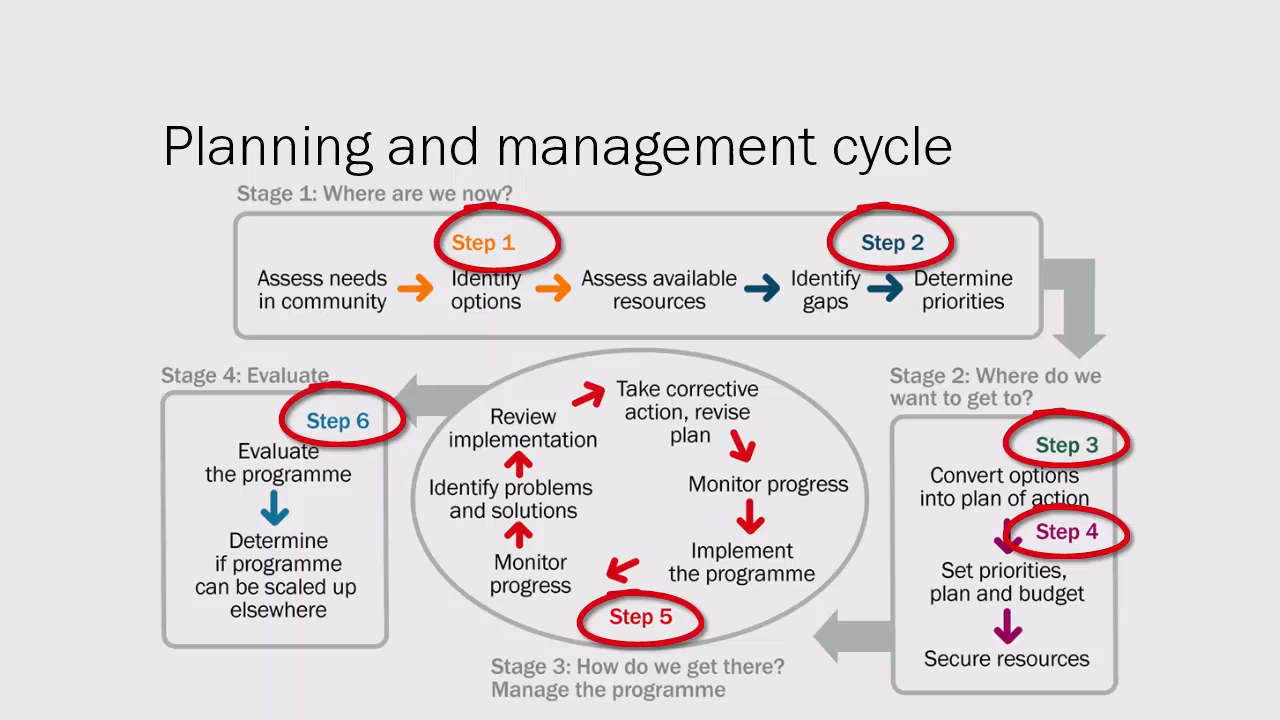 Planning and management cycle
Stage 1: Where are we now?
Step 1
Step 2
Assess needs
in community
Identify
options
Assess available
resources
Identify
gaps
Determine
priorities
Stage 2: Where do we
want to get to?
Step 3
Convert options
into plan of action
Step 4
Set priorities,
plan and budget
Secure resources
Take corrective
action, revise
plan
Monitor progress
Implement
the programme
Step 5
Monitor
progress
Identify problems
and solutions
Review
implementation
Stage 3: How do we get there?
Manage the programme
Stage 4: Evaluate
Step 6
Evaluate
the programme
Determine
if programme
can be scaled up
elsewhere